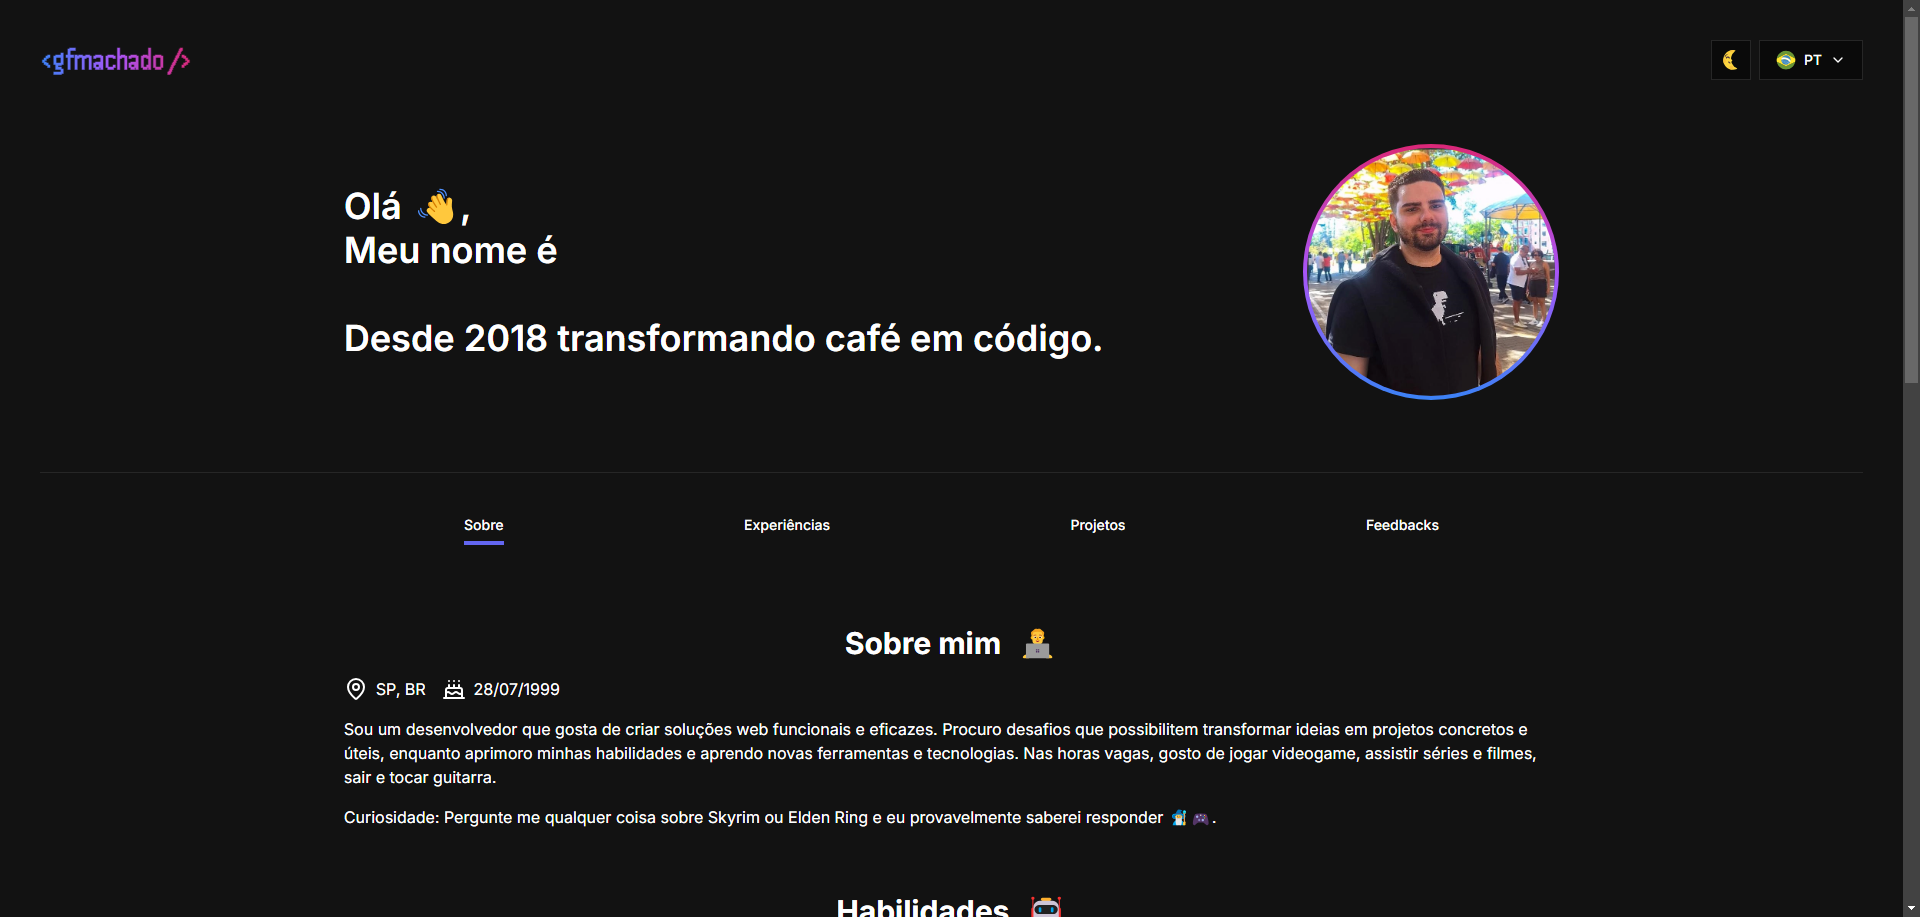 <gfmachado />
PT
Olá 👋,
Meu nome é
Desde 2018 transformando café em código.
Sobre
Experiências
Projetos
Feedbacks
Sobre mim
SP, BR
28/07/1999
Sou um desenvolvedor que gosta de criar soluções web funcionais e eficazes. Procuro desafios que possibilitem transformar ideias em projetos concretos e
úteis, enquanto aprimoro minhas habilidades e aprendo novas ferramentas e tecnologias. Nas horas vagas, gosto de jogar videogame, assistir séries e filmes,
sair e tocar guitarra.
Curiosidade: Pergunte me qualquer coisa sobre Skyrim ou Elden Ring e eu provavelmente saberei responder 🧙‍♂️🎮.
Habilidades